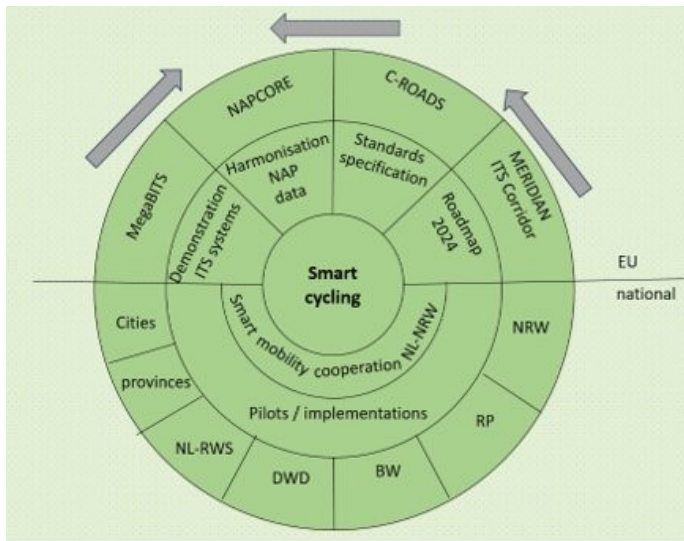 NAPCORE
C-ROADS
MegaBITS
MERIDIAN
ITS Corridor
Harmonisation
NAP
data
Standards
specification
Demonstration
ITS systems
Roadmap
2024
Smart
cycling
EU
national
Smart mobility cooperation NL-NRW
Pilots / implementations
Cities
provinces
NL-RWS
DWD
BW
RP
NRW